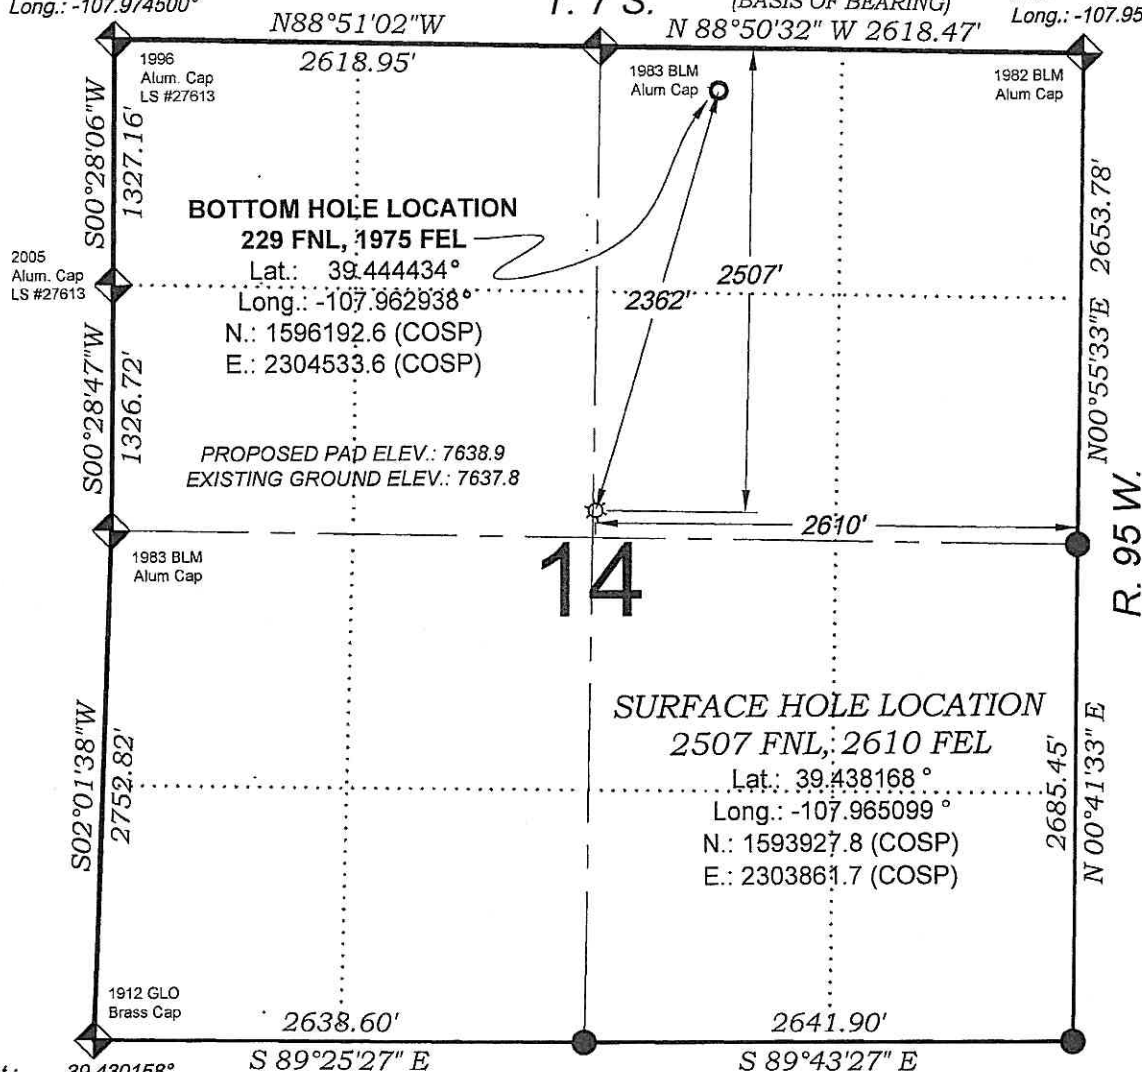 Long.: -107.974500°
N88°51'02"W
2618.95'
T. 7 S.
(BASIS OF BEARING)
N 88°50'32" W 2618.47'
Long.: -107.95
1996
Alum. Cap
LS #27613
1983 BLM
Alum Cap
1982 BLM
Alum Cap
S00°28'06"W
1327.16'
BOTTOM HOLE LOCATION
229 FNL, 1975 FEL
Lat.: 39.444434°
Long.: -107.962938°
N.: 1596192.6 (COSP)
E.: 2304533.6 (COSP)
2005
Alum. Cap
LS #27613
2507'
2362'
N00°55'33"E 2653.78'
S00°28'47"W
1326.72'
PROPOSED PAD ELEV.: 7638.9
EXISTING GROUND ELEV.: 7637.8
2610'
R. 95 W.
1983 BLM
Alum Cap
14
SURFACE HOLE LOCATION
2507 FNL, 2610 FEL
Lat.: 39.438168 °
Long.: -107.965099 °
N.: 1593927.8 (COSP)
E.: 2303861.7 (COSP)
S02°01'38"W
2752.82'
2685.45'
N 00°41'33" E
1912 GLO
Brass Cap
2638.60'
S 89°25'27" E
2641.90'
S 89°43'27" E
39.430158°